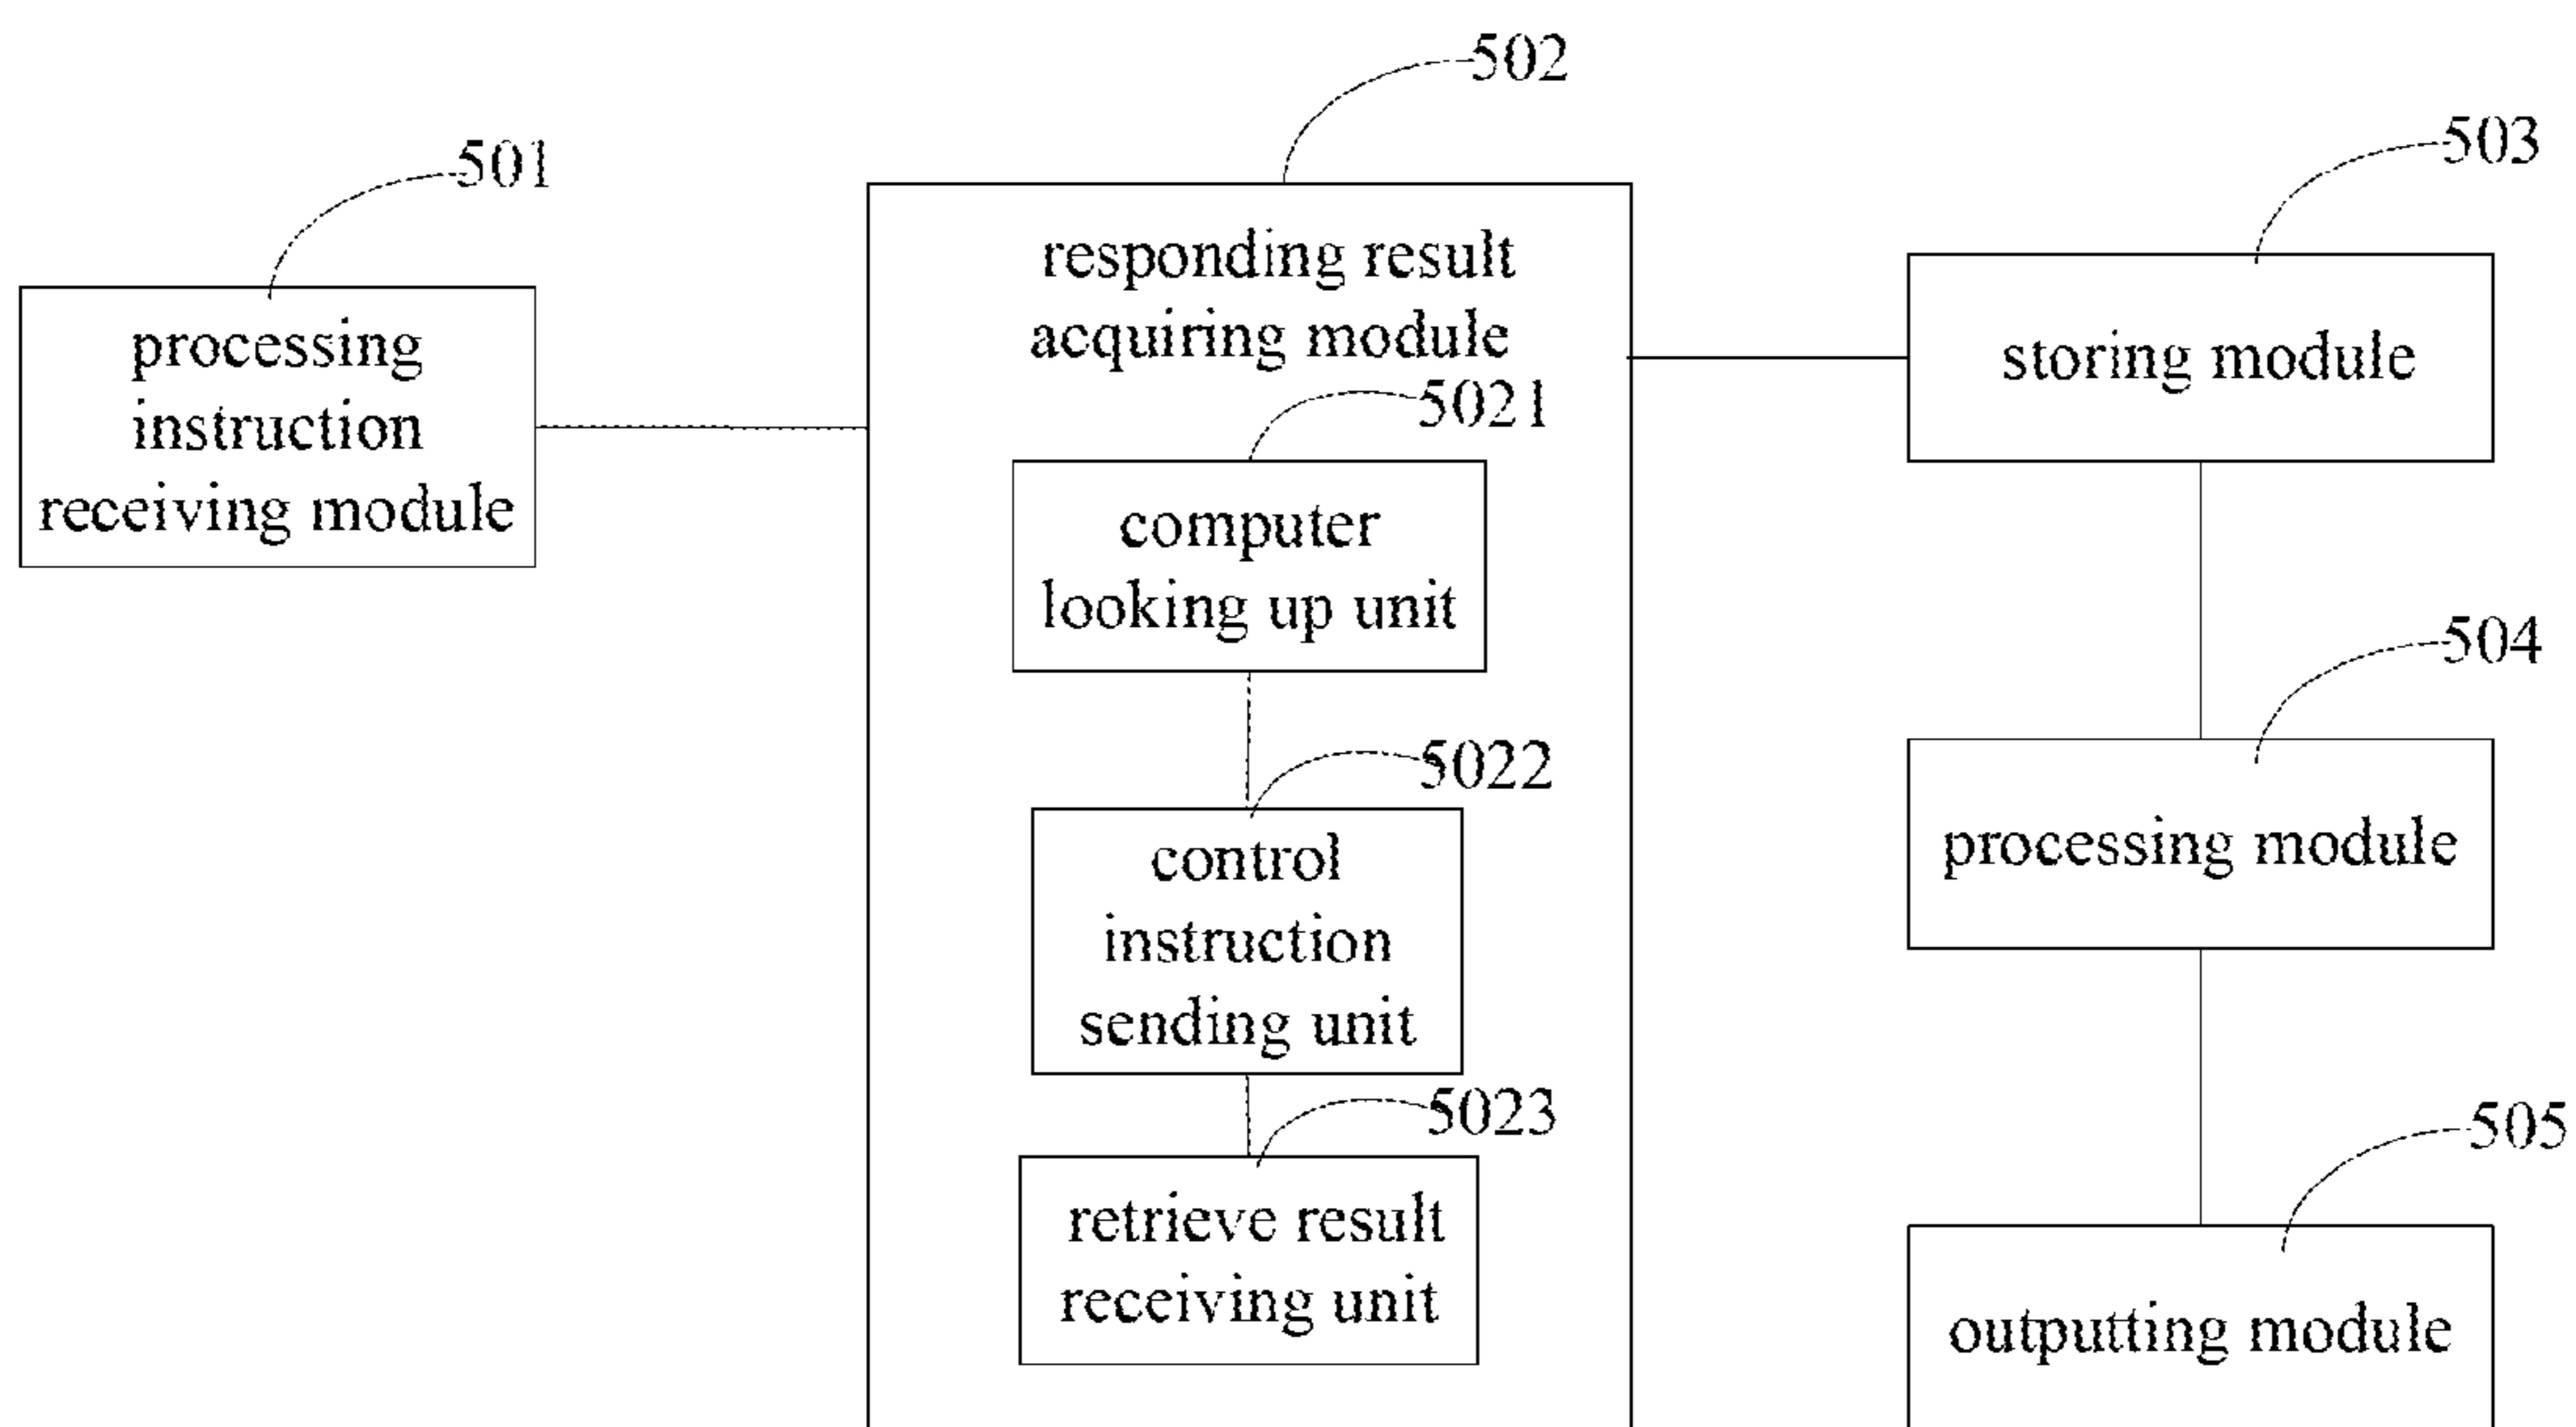 501
processing
instruction
receiving module
502
responding result
acquiring module
5021
computer
looking up unit
5022
control
instruction
sending unit
5023
retrieve result
receiving unit
503
storing module
504
processing module
505
outputting module